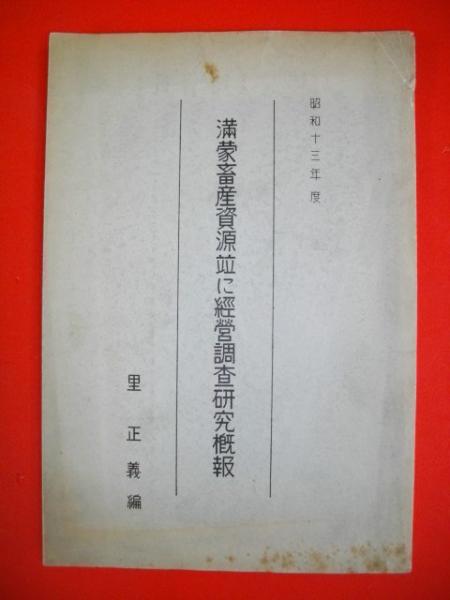 昭和十三年度
満蒙畜産資源並に經營調査研究概報
里正義編